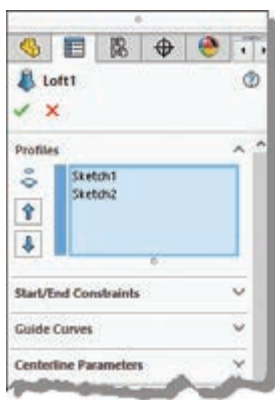 Loft1
Profiles
Sketch1
Sketch2
Start/End Constraints
Guide Curves
Centerline Parameters